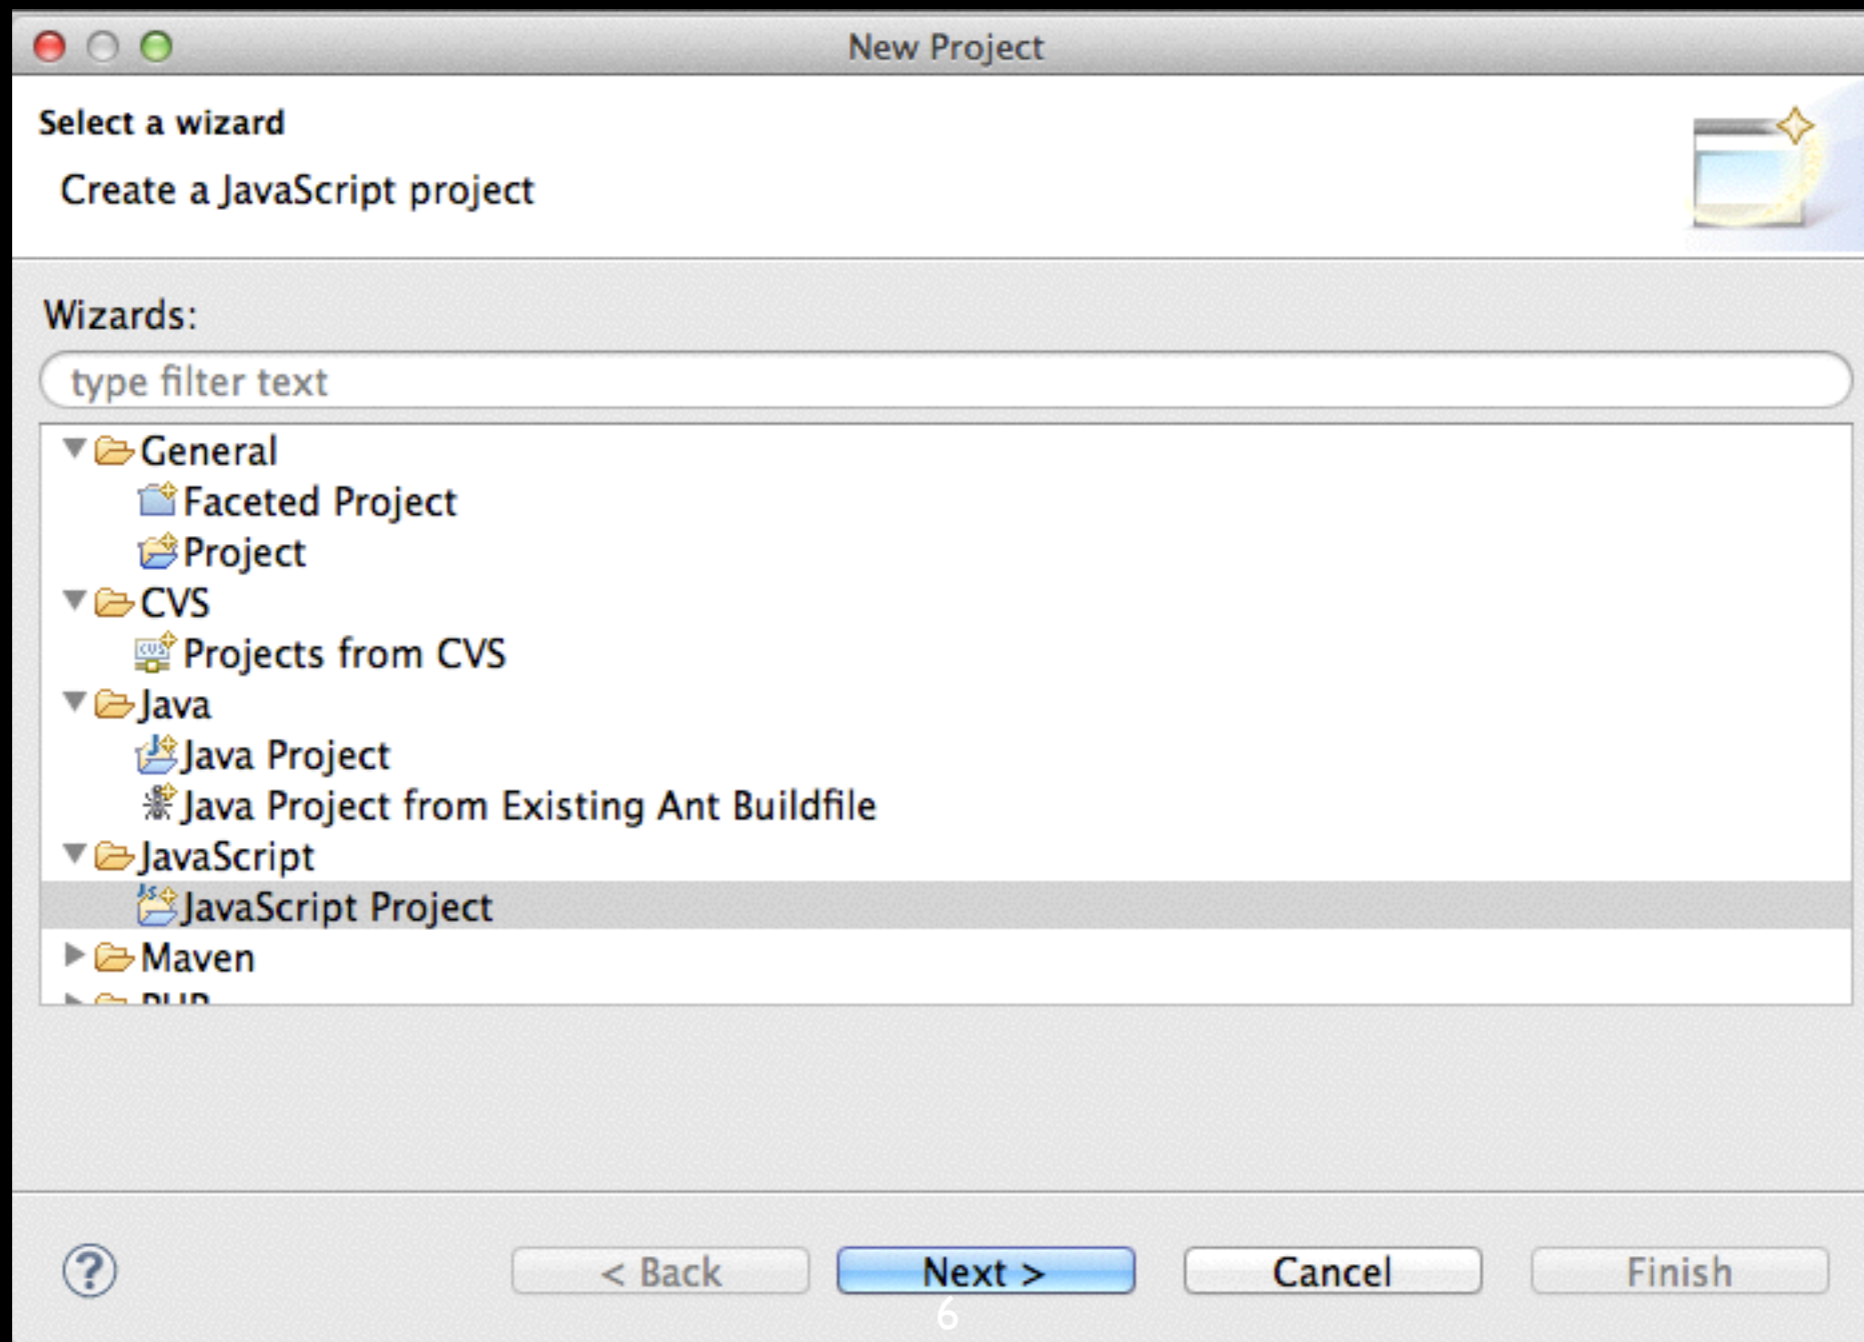 New Project
Select a wizard
Create a JavaScript project
Wizards:
type filter text
General
Faceted Project
Project
CVS
Projects from CVS
Java
Java Project
Java Project from Existing Ant Buildfile
JavaScript
JavaScript Project
Maven
PHP
? < Back Next > Cancel Finish
6